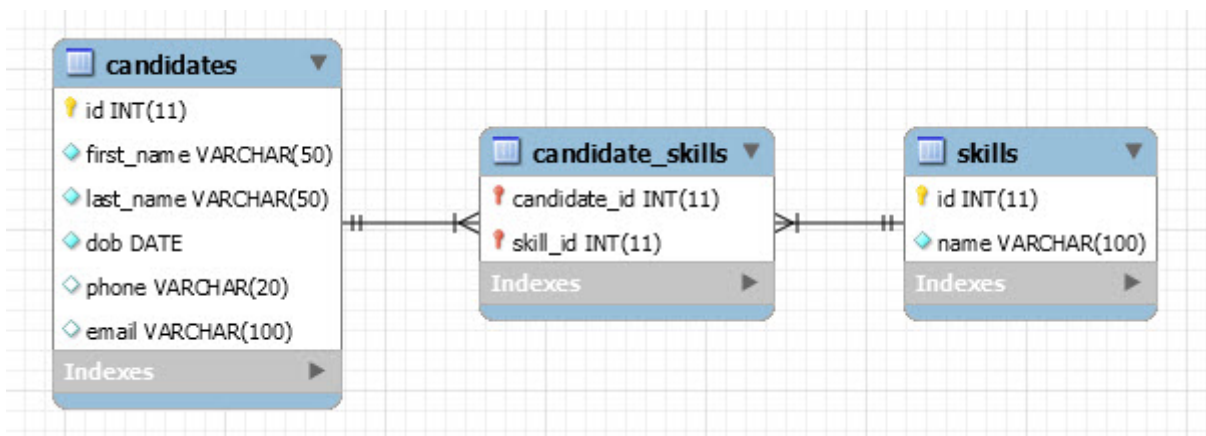 candidates
id INT(11)
first_name VARCHAR(50)
last_name VARCHAR(50)
dob DATE
phone VARCHAR(20)
email VARCHAR(100)
Indexes
candidate_skills
candidate_id INT(11)
skill_id INT(11)
Indexes
skills
id INT(11)
name VARCHAR(100)
Indexes